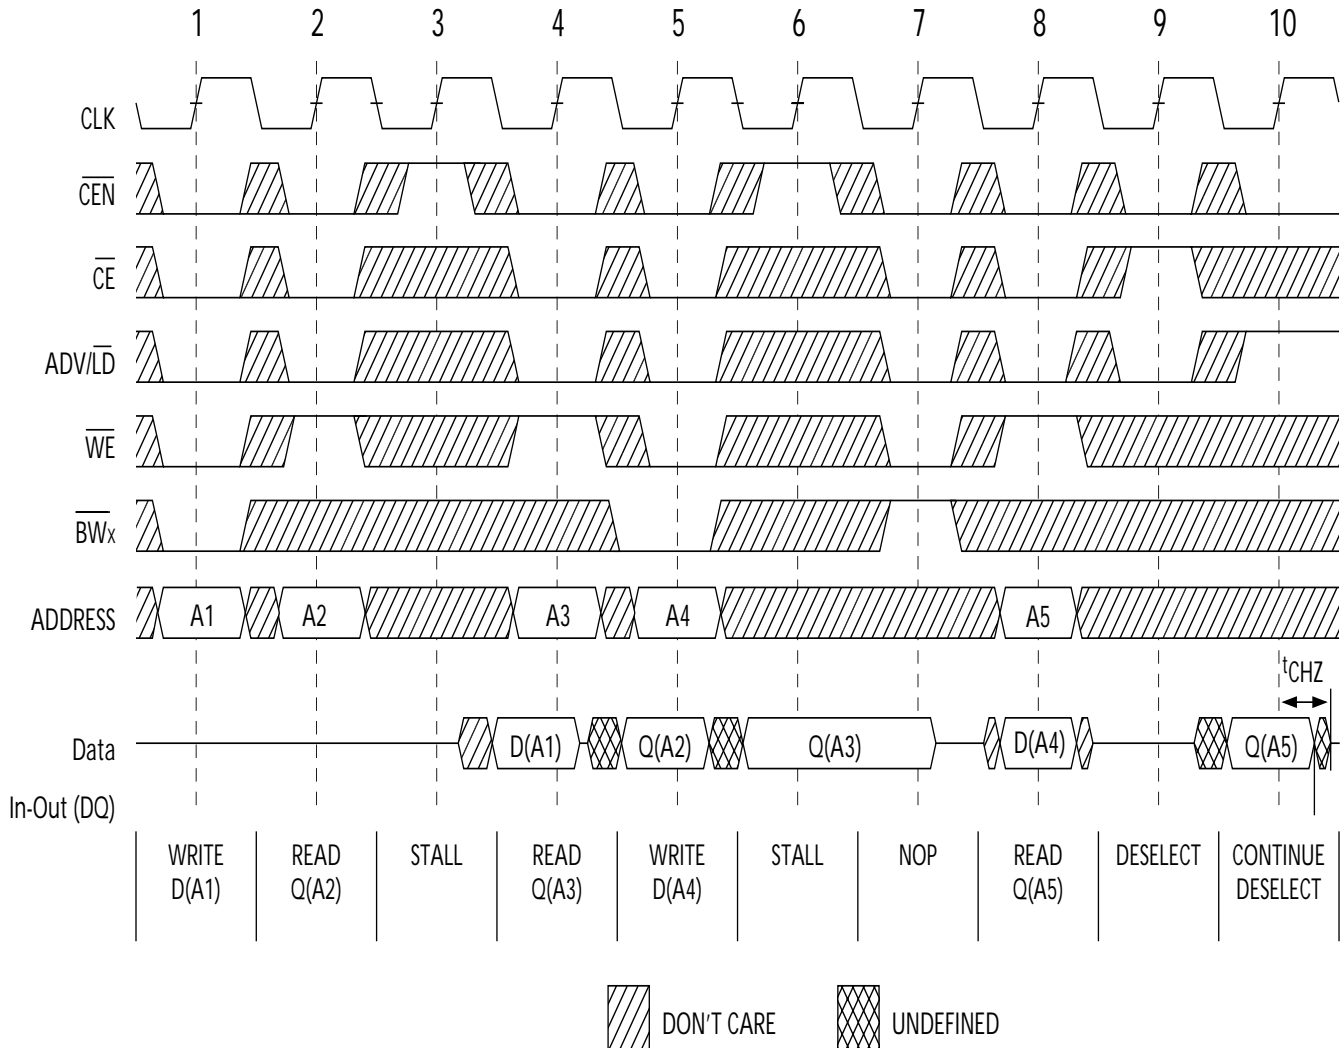 1 2 3 4 5 6 7 8 9 10
CLK
CEN
CE
ADV/LD
WE
BWx
ADDRESS A1 A2 A3 A4 A5
tCHZ
Data D(A1) Q(A2) Q(A3) D(A4) Q(A5)
In-Out (DQ)
WRITE READ STALL READ WRITE STALL NOP READ DESELECT CONTINUE
D(A1) Q(A2) Q(A3) D(A4) Q(A5) DESELECT
DON'T CARE UNDEFINED